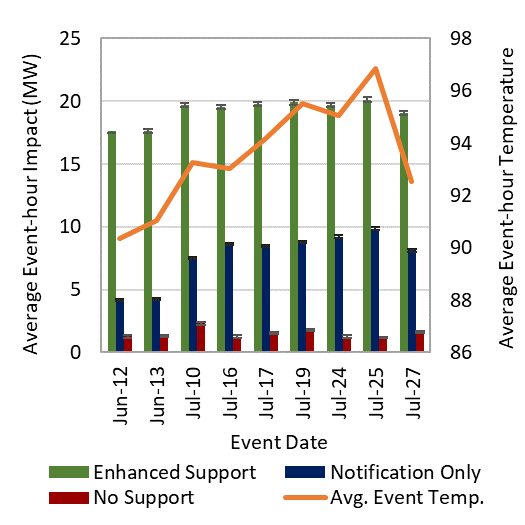 Average Event-hour Impact (MW)
25
20
15
10
5
0
98
96
94
92
90
88
86
Average Event-hour Temperature
Jun-12
Jun-13
Jul-10
Jul-16
Jul-17
Jul-19
Jul-24
Jul-25
Jul-27
Event Date
Enhanced Support
Notification Only
No Support
Avg. Event Temp.